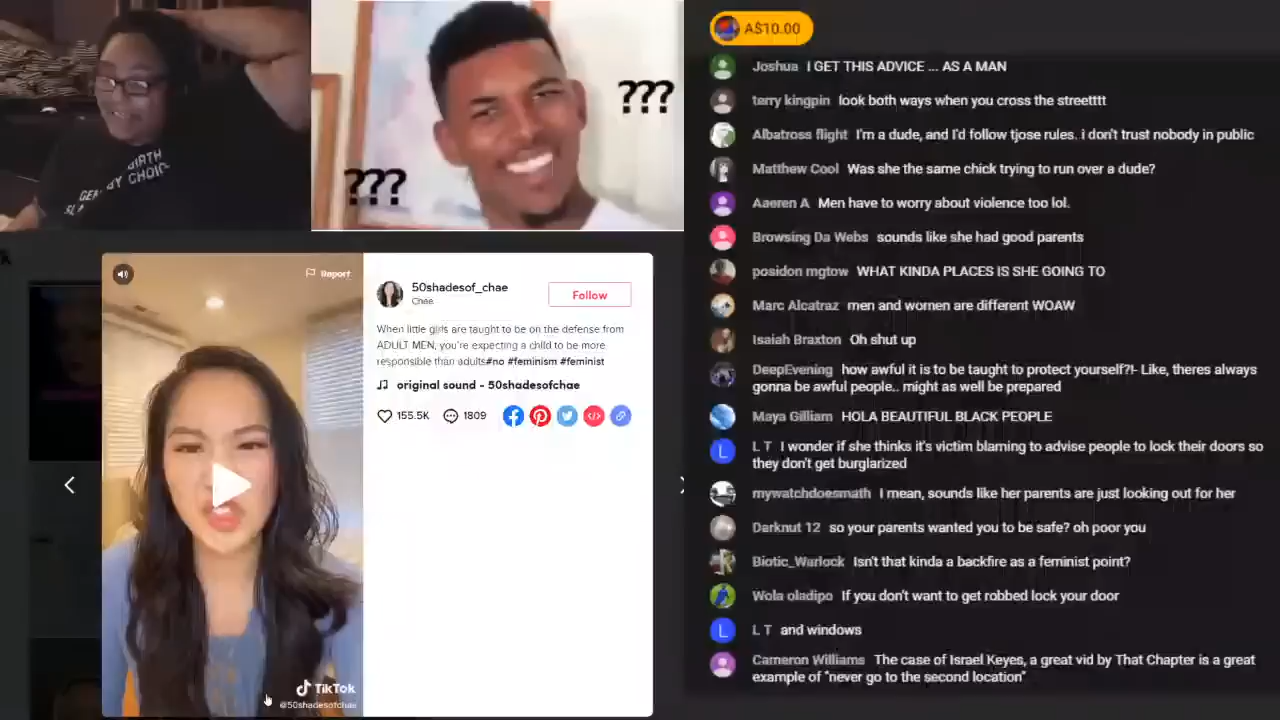 BIRTH
BY CHOICE
???
???
Report
50shadesof_chae
Chae.
Follow
When little girls are taught to be on the defense from
ADULT MEN, you're expecting a child to be more
responsible than adults#no #feminism #feminist
original sound - 50shadesofchae
155.5K
1809
TikTok
@50shadesofchae
A$10.00
Joshua I GET THIS ADVICE ... AS A MAN
terry kingpin look both ways when you cross the streetttt
Albatross flight I'm a dude, and I'd follow tjose rules. i don't trust nobody in public
Matthew Cool Was she the same chick trying to run over a dude?
Aaeren A Men have to worry about violence too lol.
Browsing Da Webs sounds like she had good parents
posidon mgtow WHAT KINDA PLACES IS SHE GOING TO
Marc Alcatraz men and women are different WOAW
Isaiah Braxton Oh shut up
DeepEvening how awful it is to be taught to protect yourself?!- Like, theres always
gonna be awful people.. might as well be prepared
Maya Gilliam HOLA BEAUTIFUL BLACK PEOPLE
L
L T I wonder if she thinks it's victim blaming to advise people to lock their doors so
they don't get burglarized
mywatchdoesmath I mean, sounds like her parents are just looking out for her
Darknut 12 so your parents wanted you to be safe? oh poor you
Biotic_Warlock Isn't that kinda a backfire as a feminist point?
Wola oladipo If you don't want to get robbed lock your door
L
L T and windows
Cameron Williams The case of Israel Keyes, a great vid by That Chapter is a great
example of "never go to the second location"